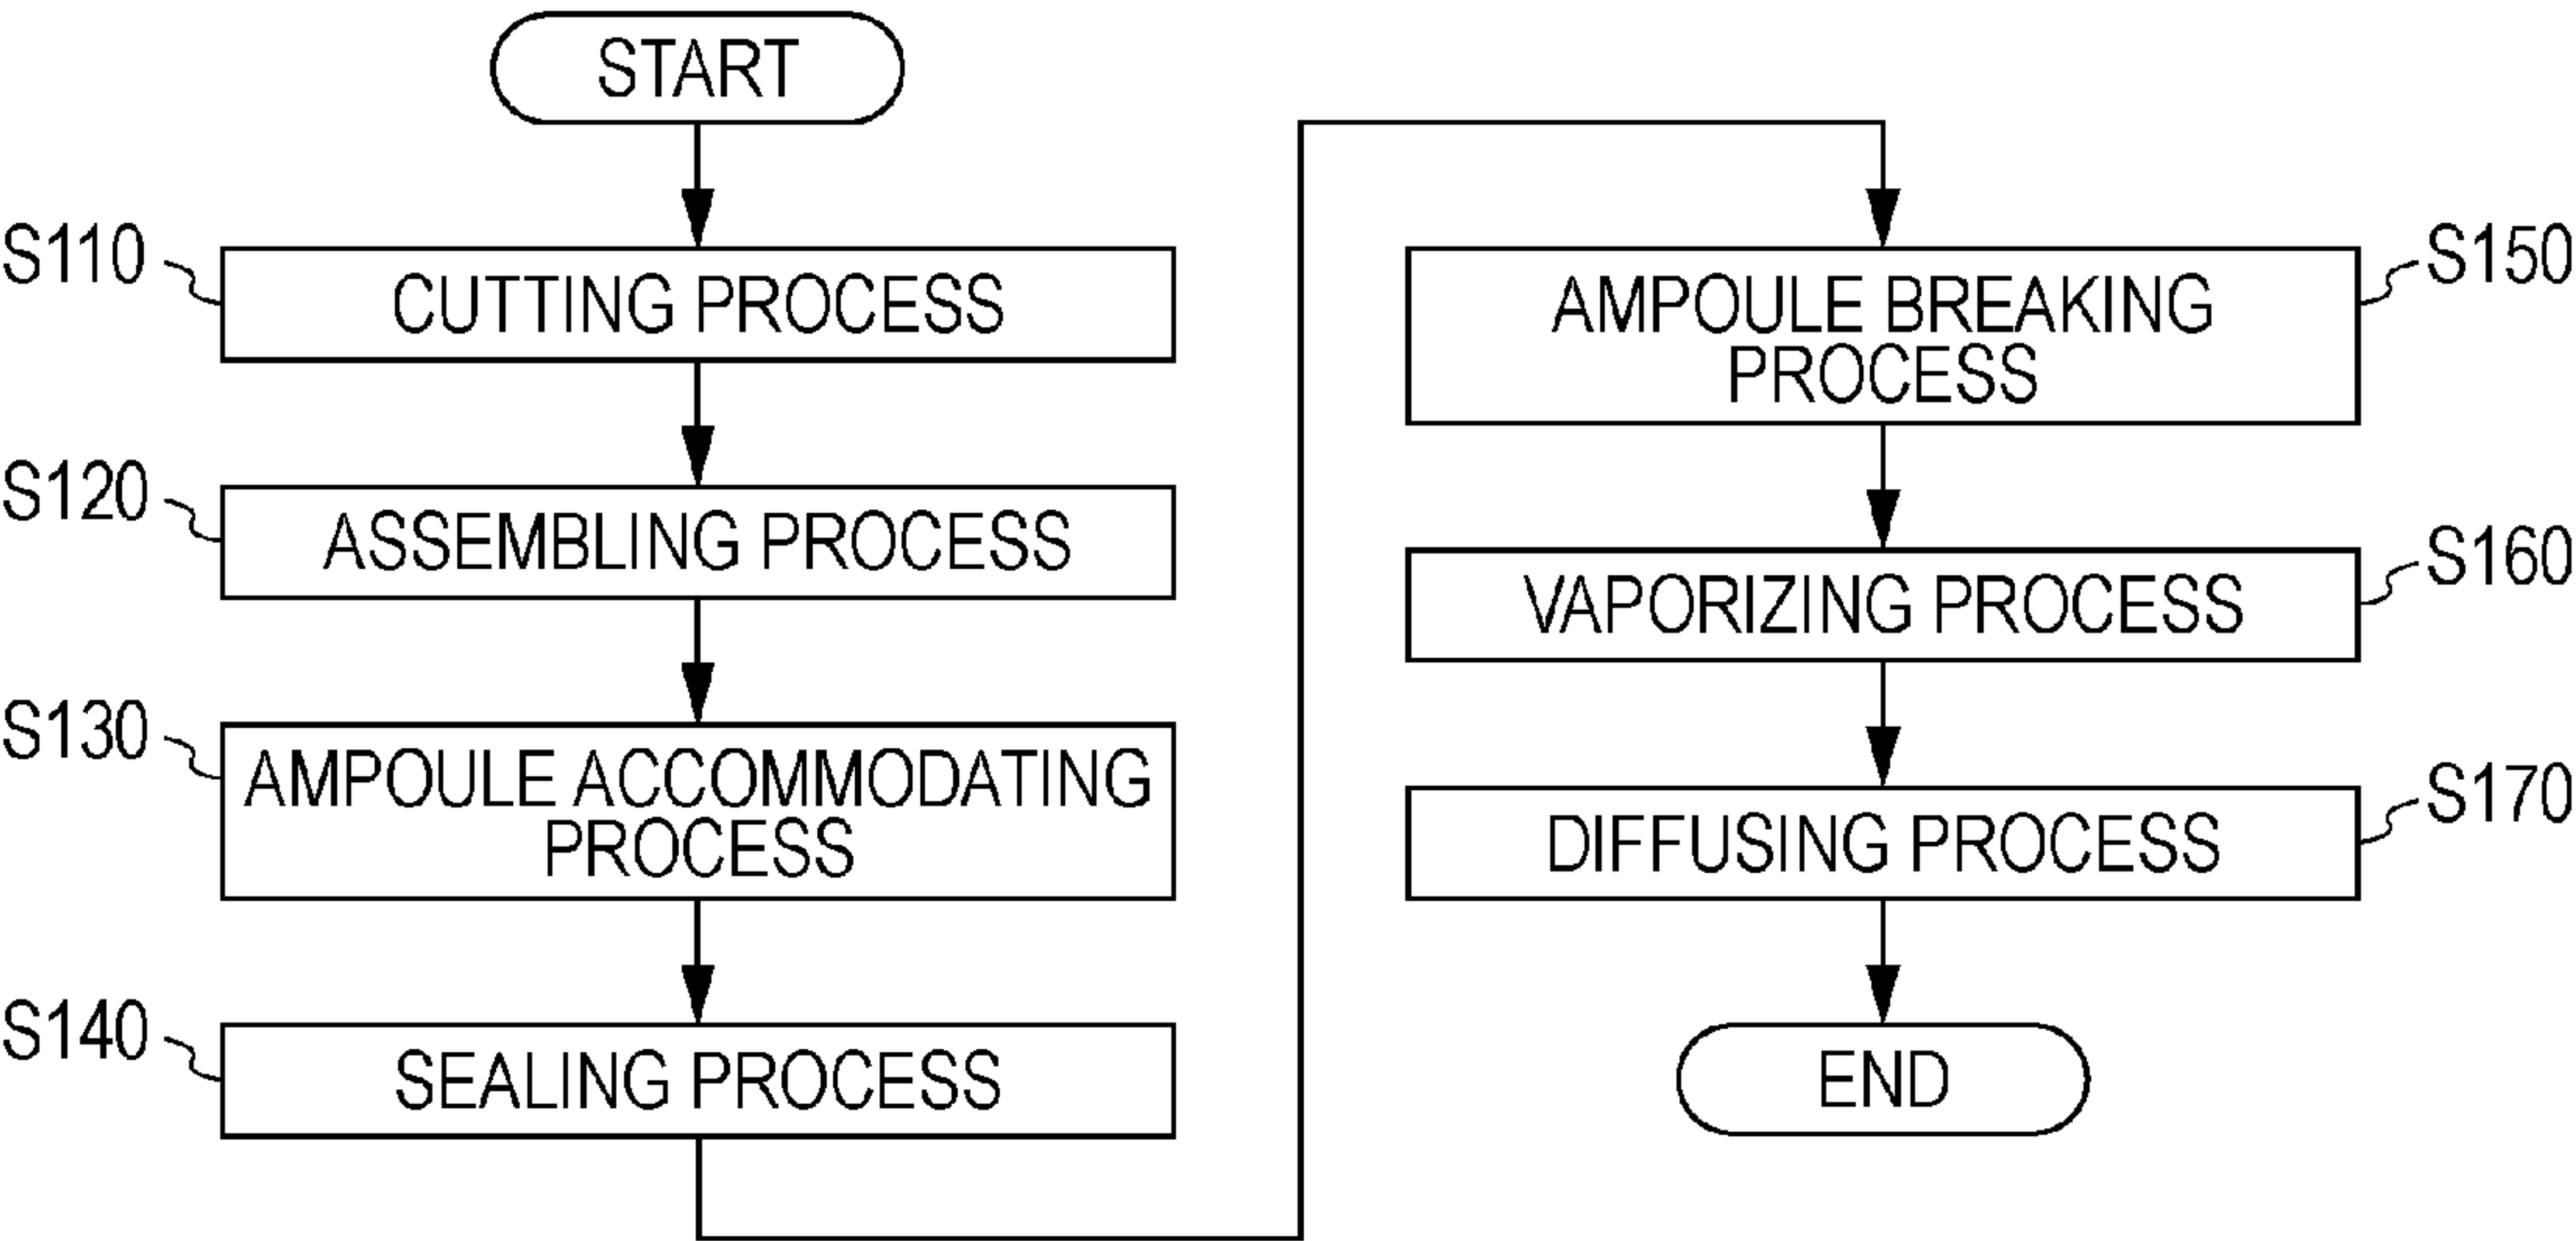 START
S110
CUTTING PROCESS
S120
ASSEMBLING PROCESS
S130
AMPOULE ACCOMMODATING
PROCESS
S140
SEALING PROCESS
S150
AMPOULE BREAKING
PROCESS
S160
VAPORIZING PROCESS
S170
DIFFUSING PROCESS
END